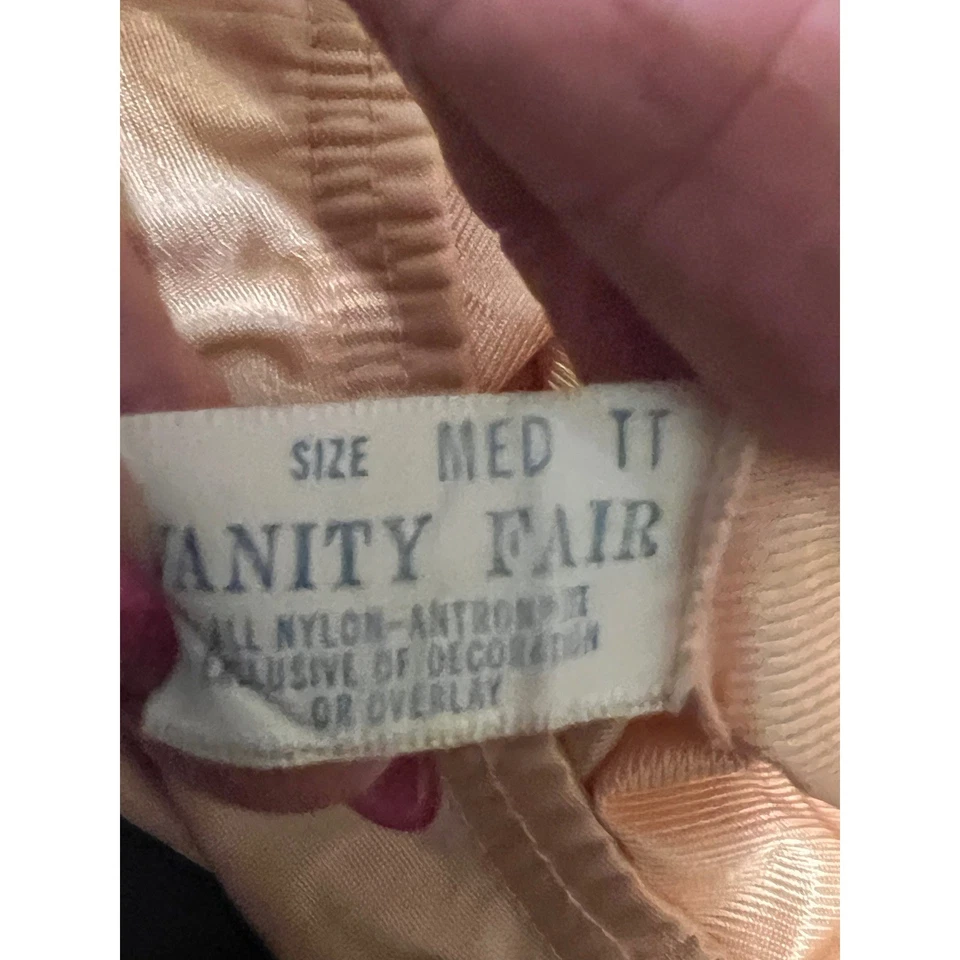 SIZE MED TT
VANITY FAIR
ALL NYLON-ANTRON
EXCLUSIVE OF DECORATION
OR OVERLAY